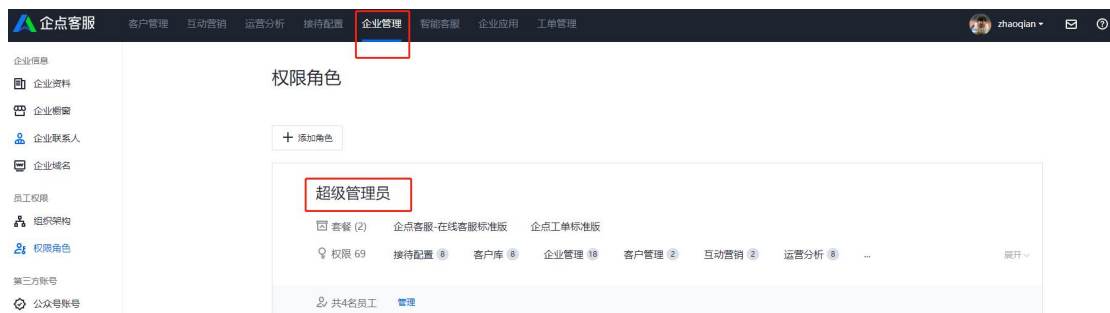 企点客服 客户管理 互动营销 运营分析 接待配置 企业管理 智能客服 企业应用 工单管理 zhaoqian
企业信息
企业资料
企业橱窗
企业联系人
企业域名
员工权限
组织架构
权限角色
第三方账号
公众号账号
权限角色
添加角色
超级管理员
套餐 (2) 企点客服-在线客服标准版 企点工单标准版
权限 69 接待配置 8 客户库 8 企业管理 18 客户管理 2 互动营销 2 运营分析 8 ... 展开
共4名员工 管理